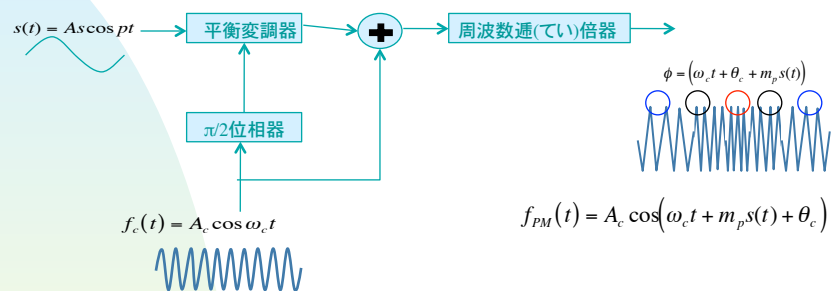 s(t) = As cos pt
平衡変調器
+
周波数逓(てい)倍器
ϕ = (ω_c t + θ_c + m_p s(t))
π/2位相器
f_c(t) = A_c cos ω_c t
f_PM(t) = A_c cos(ω_c t + m_p s(t) + θ_c)